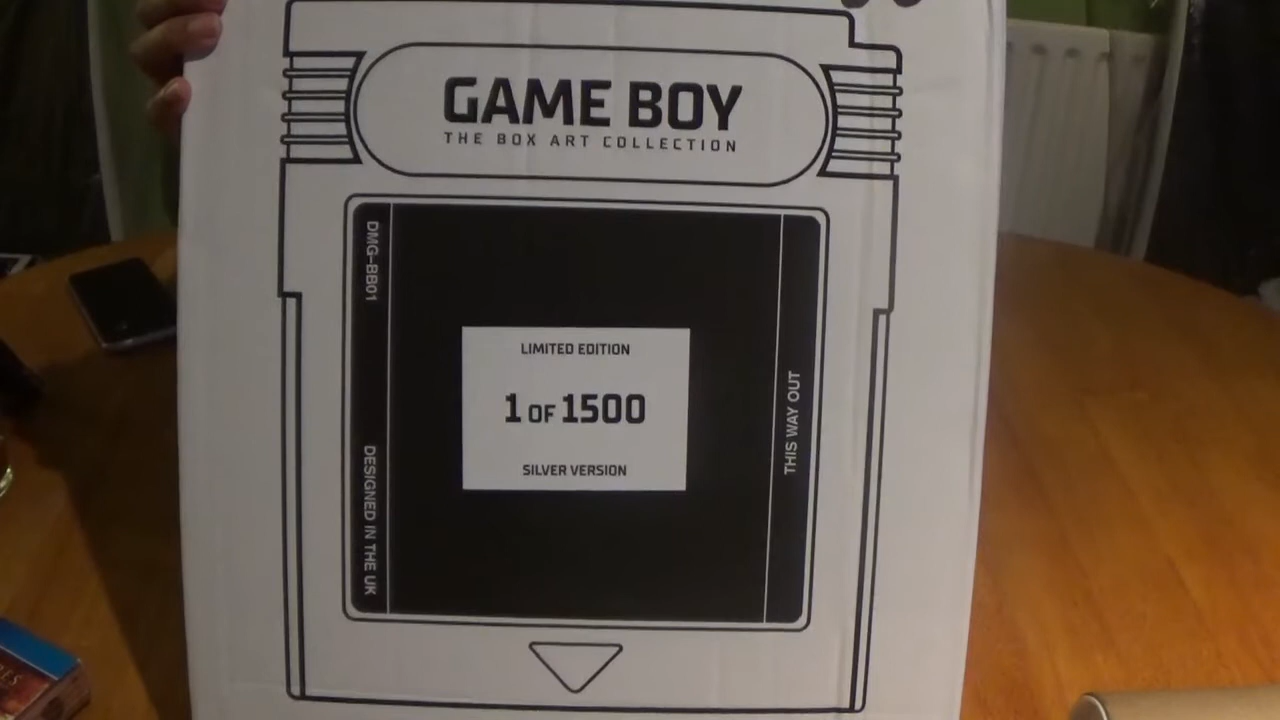 GAME BOY
THE BOX ART COLLECTION
DMG-BB01
DESIGNED IN THE UK
LIMITED EDITION
1 OF 1500
SILVER VERSION
THIS WAY OUT